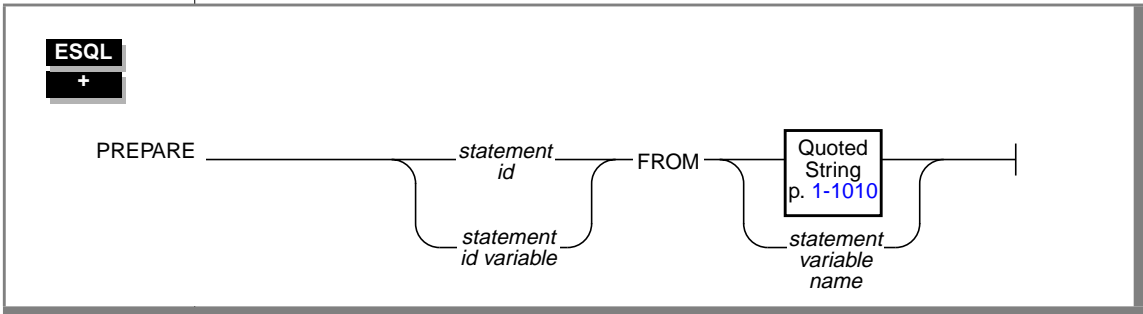 ESQL
+
PREPARE
statement
id
statement
id variable
FROM
Quoted
String
p. 1-1010
statement
variable
name